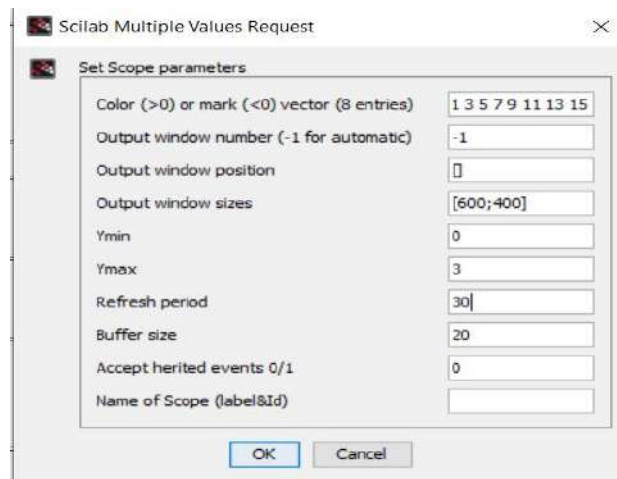 Scilab Multiple Values Request
Set Scope parameters
Color (>0) or mark (<0) vector (8 entries) 1 3 5 7 9 11 13 15
Output window number (-1 for automatic) -1
Output window position []
Output window sizes [600;400]
Ymin 0
Ymax 3
Refresh period 30
Buffer size 20
Accept herited events 0/1 0
Name of Scope (label&Id)
OK Cancel